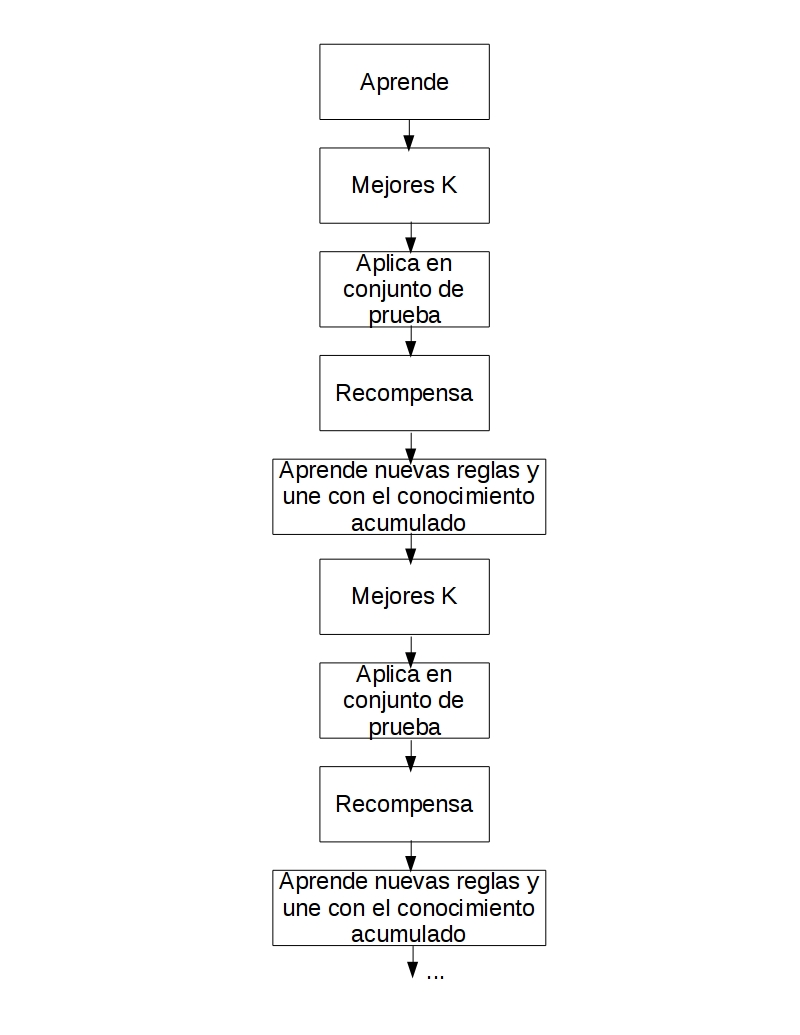 Aprende
Mejores K
Aplica en
conjunto de
prueba
Recompensa
Aprende nuevas reglas y
une con el conocimiento
acumulado
Mejores K
Aplica en
conjunto de
prueba
Recompensa
Aprende nuevas reglas y
une con el conocimiento
acumulado
...